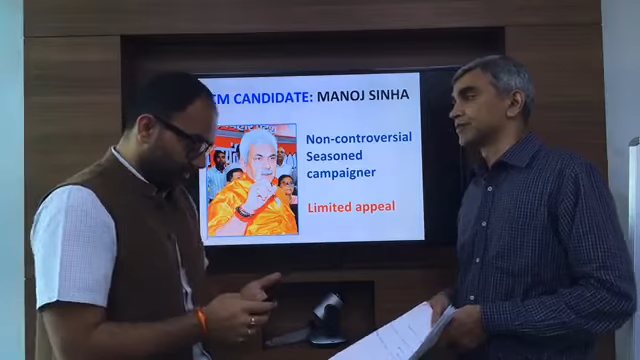 CM CANDIDATE: MANOJ SINHA
Non-controversial
Seasoned
campaigner
Limited appeal